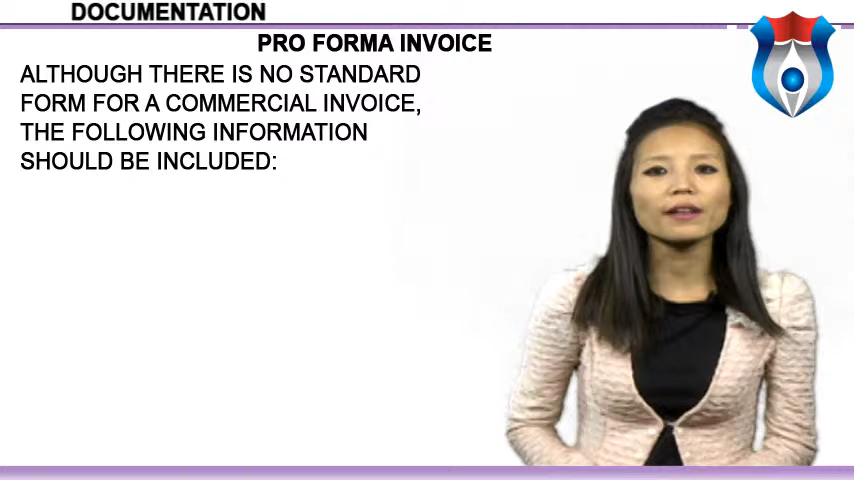 DOCUMENTATION
PRO FORMA INVOICE
ALTHOUGH THERE IS NO STANDARD
FORM FOR A COMMERCIAL INVOICE,
THE FOLLOWING INFORMATION
SHOULD BE INCLUDED: